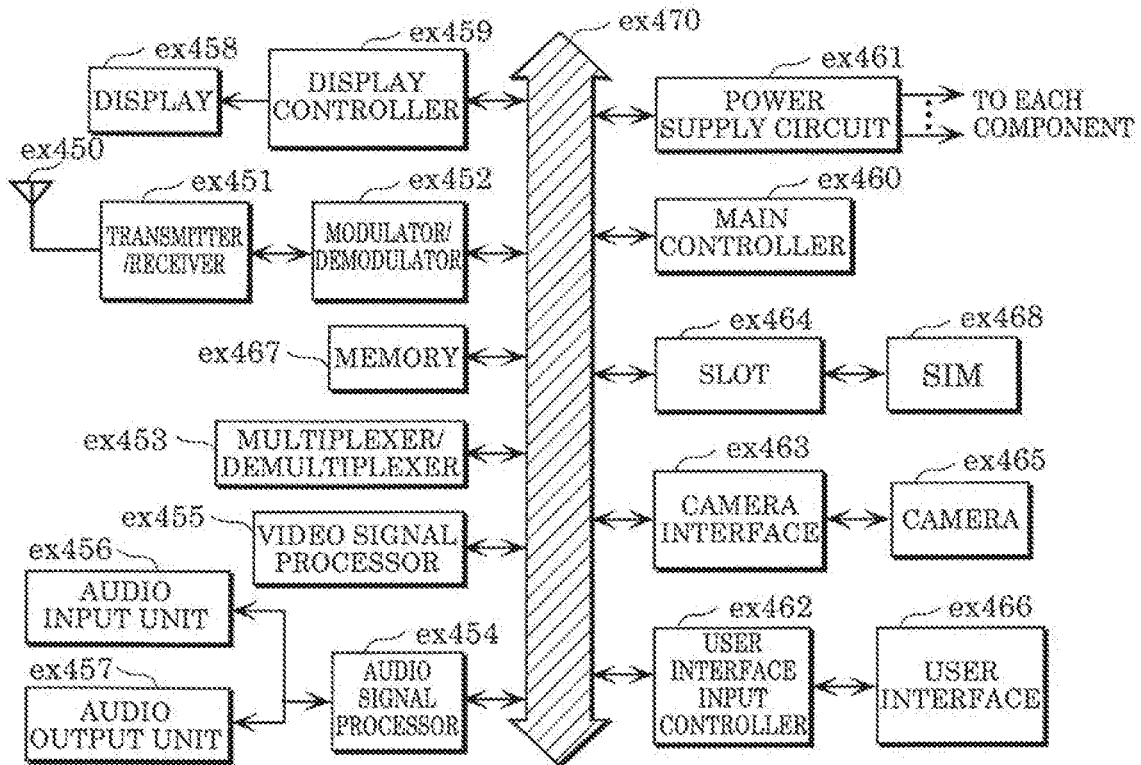 ex470
ex459
ex458
DISPLAY
DISPLAY
CONTROLLER
ex461
POWER
SUPPLY CIRCUIT
TO EACH
COMPONENT
ex450
ex451
TRANSMITTER
/RECEIVER
ex452
MODULATOR/
DEMODULATOR
ex460
MAIN
CONTROLLER
ex467
MEMORY
ex464
SLOT
ex468
SIM
ex453
MULTIPLEXER/
DEMULTIPLEXER
ex463
CAMERA
INTERFACE
ex465
CAMERA
ex455
VIDEO SIGNAL
PROCESSOR
ex456
AUDIO
INPUT UNIT
ex457
AUDIO
OUTPUT UNIT
ex454
AUDIO
SIGNAL
PROCESSOR
ex462
USER
INTERFACE
INPUT
CONTROLLER
ex466
USER
INTERFACE